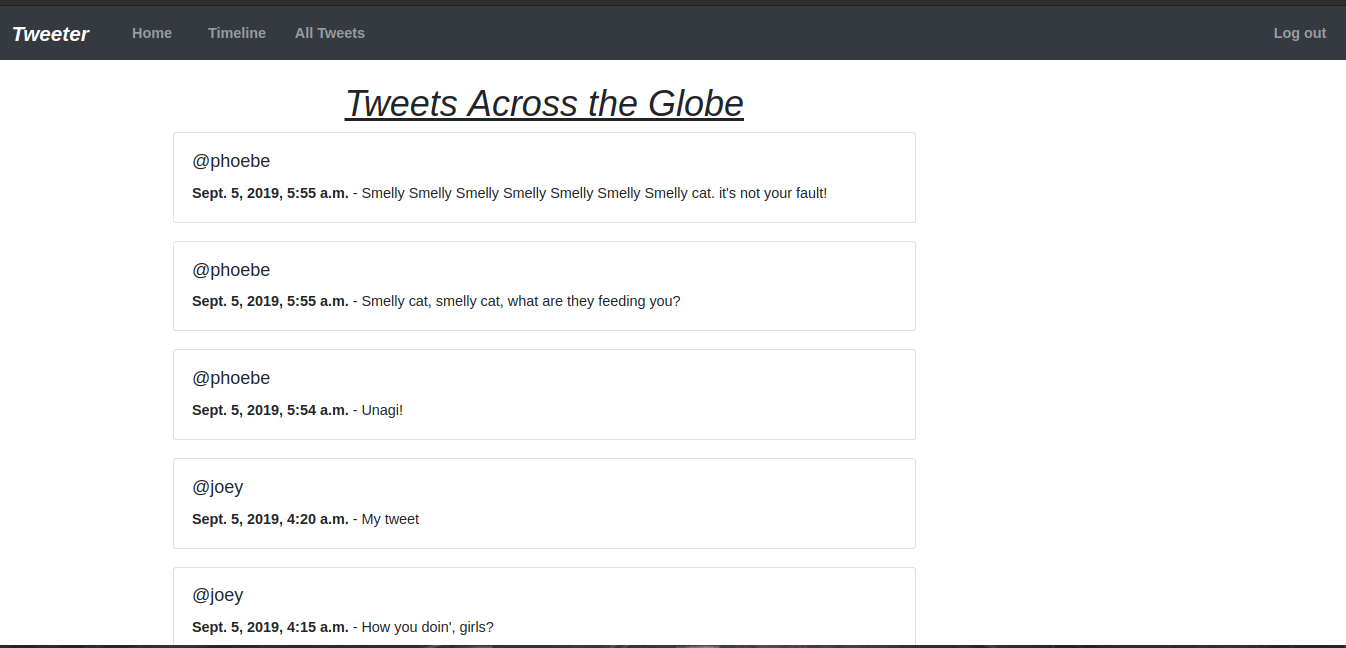 Tweeter Home Timeline All Tweets Log out
Tweets Across the Globe
@phoebe
Sept. 5, 2019, 5:55 a.m. - Smelly Smelly Smelly Smelly Smelly Smelly Smelly cat. it's not your fault!
@phoebe
Sept. 5, 2019, 5:55 a.m. - Smelly cat, smelly cat, what are they feeding you?
@phoebe
Sept. 5, 2019, 5:54 a.m. - Unagi!
@joey
Sept. 5, 2019, 4:20 a.m. - My tweet
@joey
Sept. 5, 2019, 4:15 a.m. - How you doin', girls?